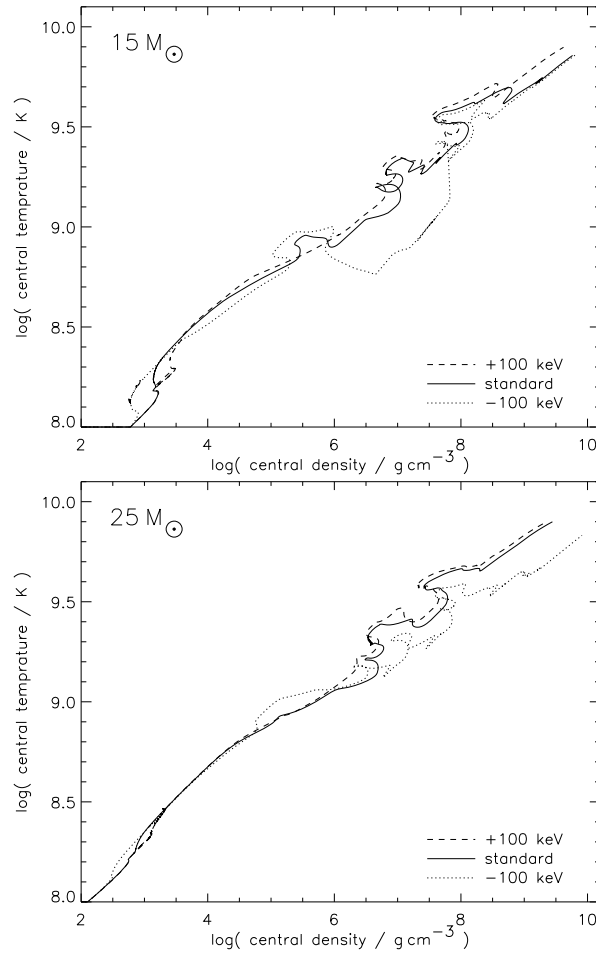 10.0
15 M⊙
log( central temprature / K )
9.5
9.0
8.5
+100 keV
standard
−100 keV
8.0
2 4 6 8 10
log( central density / g cm−3 )
10.0
25 M⊙
log( central temprature / K )
9.5
9.0
8.5
+100 keV
standard
−100 keV
8.0
2 4 6 8 10
log( central density / g cm−3 )